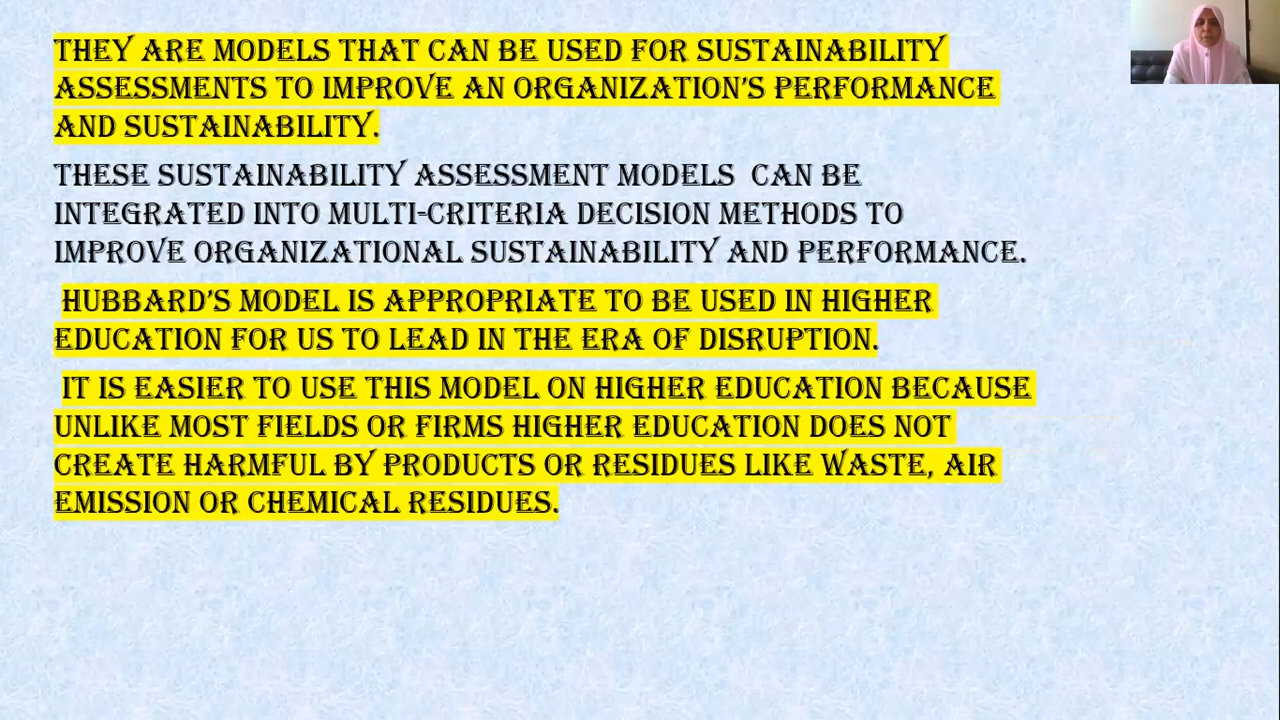 THEY ARE MODELS THAT CAN BE USED FOR SUSTAINABILITY
ASSESSMENTS TO IMPROVE AN ORGANIZATION'S PERFORMANCE
AND SUSTAINABILITY.
THESE SUSTAINABILITY ASSESSMENT MODELS CAN BE
INTEGRATED INTO MULTI-CRITERIA DECISION METHODS TO
IMPROVE ORGANIZATIONAL SUSTAINABILITY AND PERFORMANCE.
HUBBARD'S MODEL IS APPROPRIATE TO BE USED IN HIGHER
EDUCATION FOR US TO LEAD IN THE ERA OF DISRUPTION.
IT IS EASIER TO USE THIS MODEL ON HIGHER EDUCATION BECAUSE
UNLIKE MOST FIELDS OR FIRMS HIGHER EDUCATION DOES NOT
CREATE HARMFUL BY PRODUCTS OR RESIDUES LIKE WASTE, AIR
EMISSION OR CHEMICAL RESIDUES.